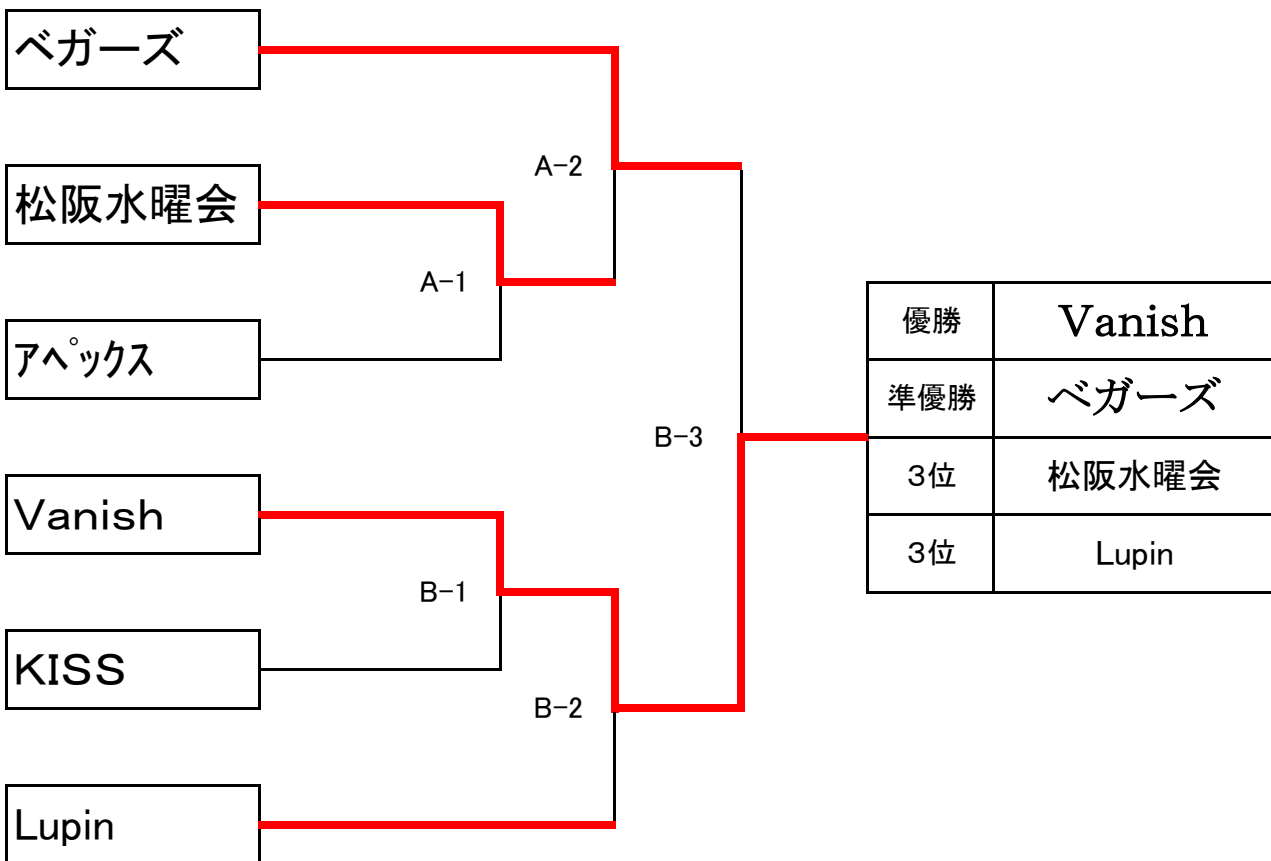 ベガーズ
A-2
松阪水曜会
A-1
アペックス
優勝 Vanish
準優勝 ベガーズ
B-3
3位 松阪水曜会
Vanish
3位 Lupin
B-1
KISS
B-2
Lupin